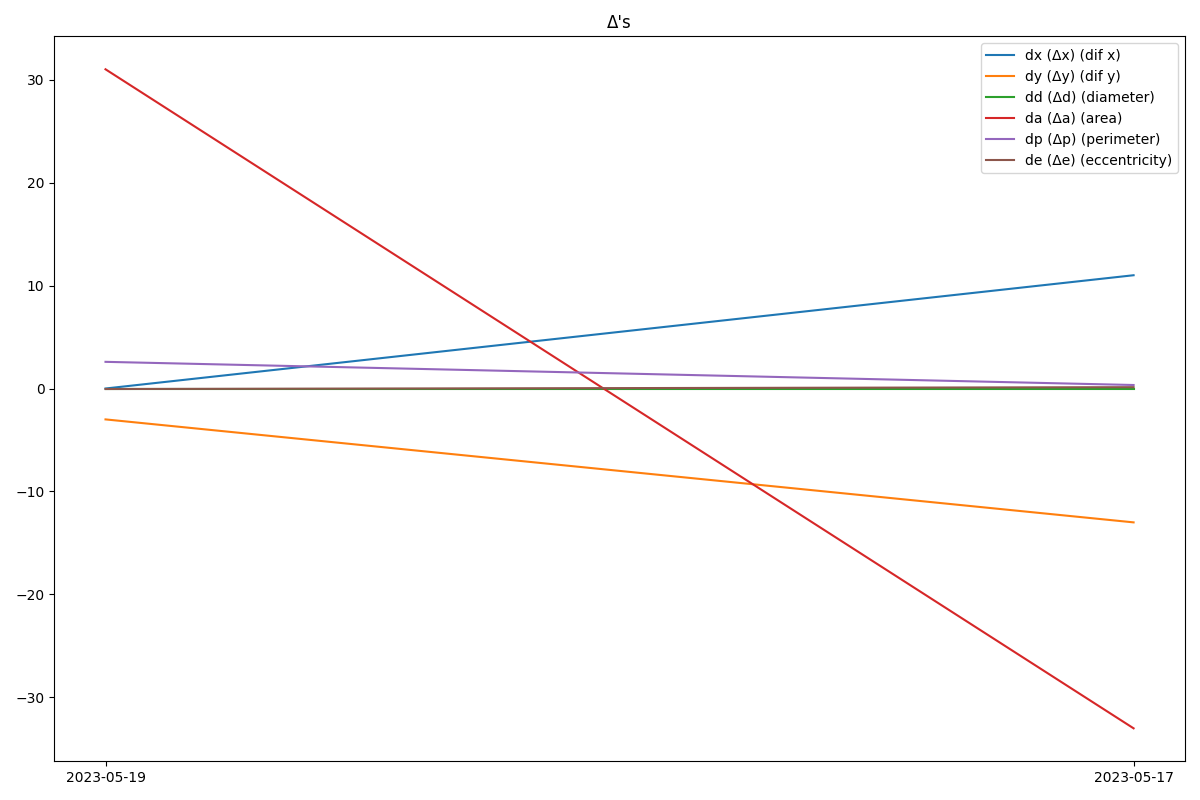 Δ's
dx (Δx) (dif x)
dy (Δy) (dif y)
dd (Δd) (diameter)
da (Δa) (area)
dp (Δp) (perimeter)
de (Δe) (eccentricity)
30
20
10
0
−10
−20
−30
2023-05-19 2023-05-17